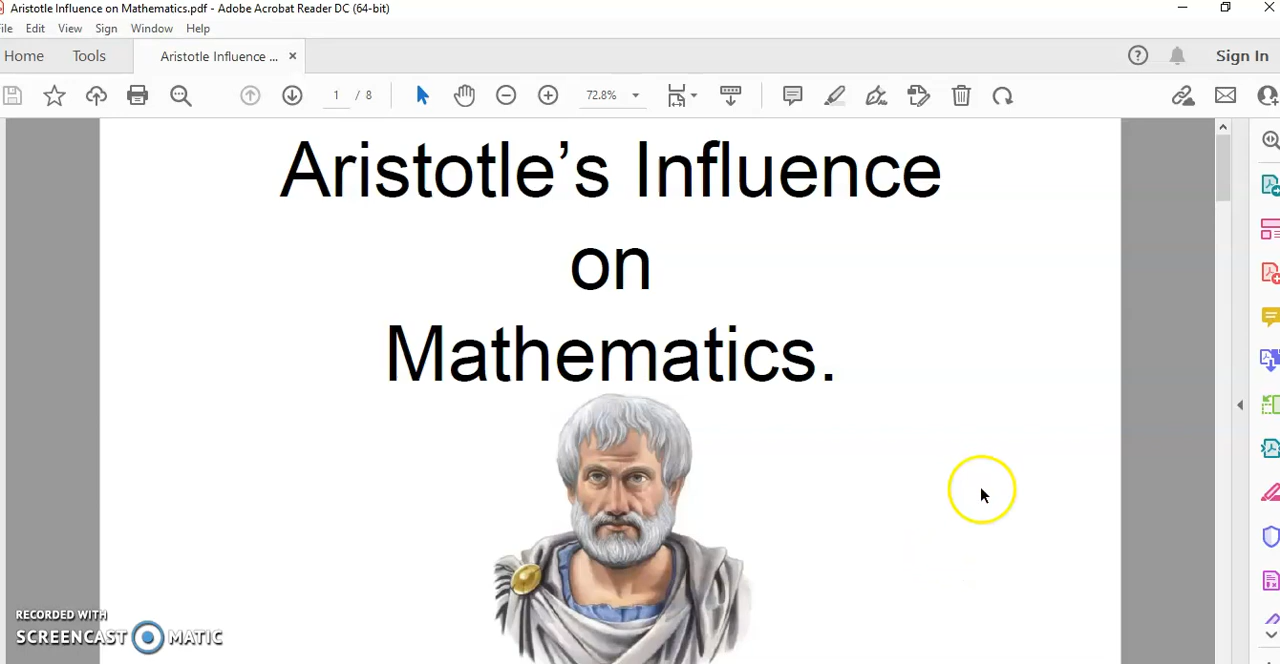 Aristotle Influence on Mathematics.pdf - Adobe Acrobat Reader DC (64-bit)
ile Edit View Sign Window Help
Home Tools Aristotle Influence ... × Sign In
1 / 8 72.8%
Aristotle’s Influence
on
Mathematics.
RECORDED WITH
SCREENCAST MATIC